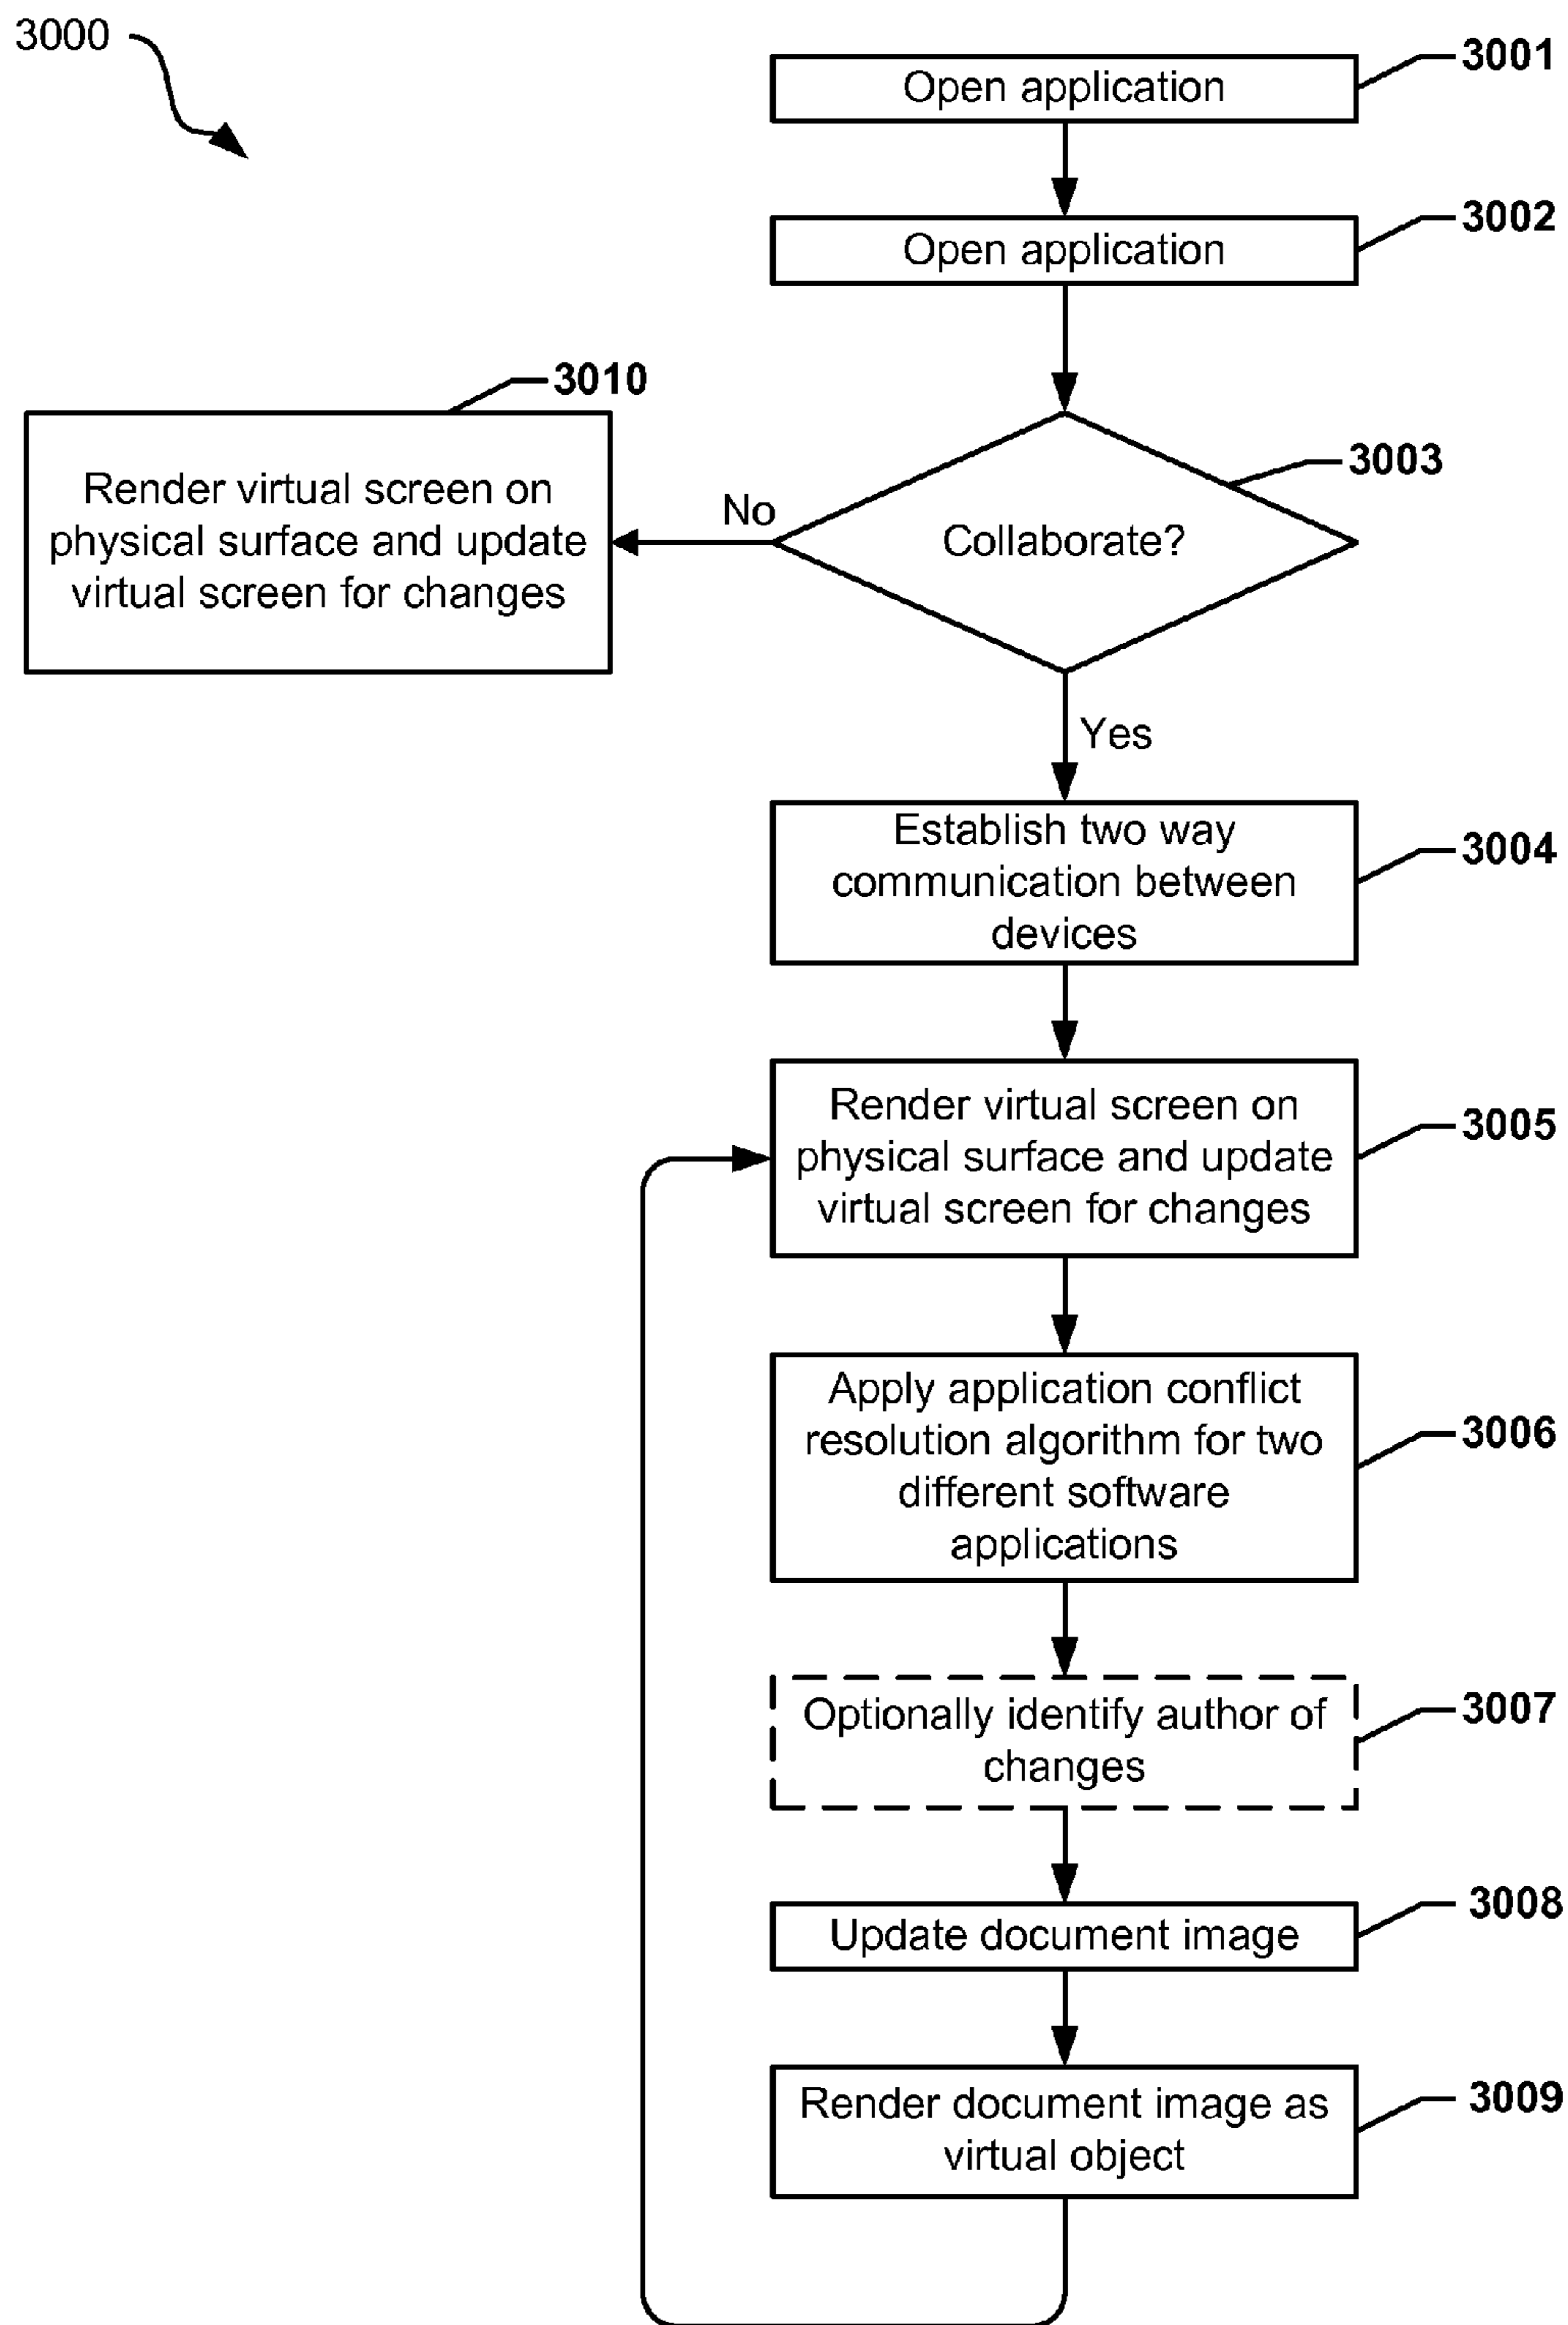 3000
3001
Open application
3002
Open application
3010
Render virtual screen on
physical surface and update
virtual screen for changes
No
3003
Collaborate?
Yes
3004
Establish two way
communication between
devices
3005
Render virtual screen on
physical surface and update
virtual screen for changes
3006
Apply application conflict
resolution algorithm for two
different software
applications
3007
Optionally identify author of
changes
3008
Update document image
3009
Render document image as
virtual object